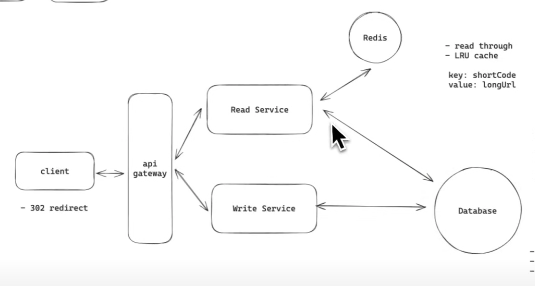 Redis
- read through
- LRU cache
key: shortCode
value: longUrl
Read Service
client
api
gateway
- 302 redirect
Write Service
Database